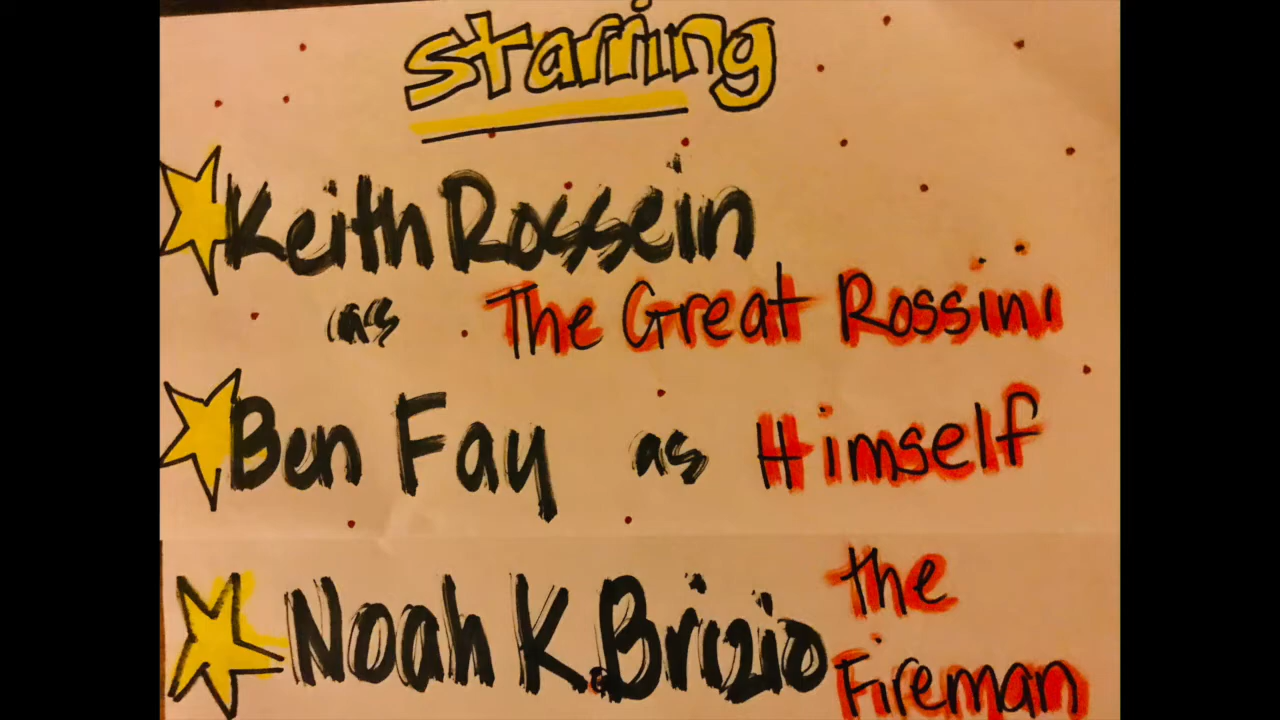 Starring
Keith Rossein
as The Great Rossini
Ben Fay as Himself
Noah K. Brizio the Fireman